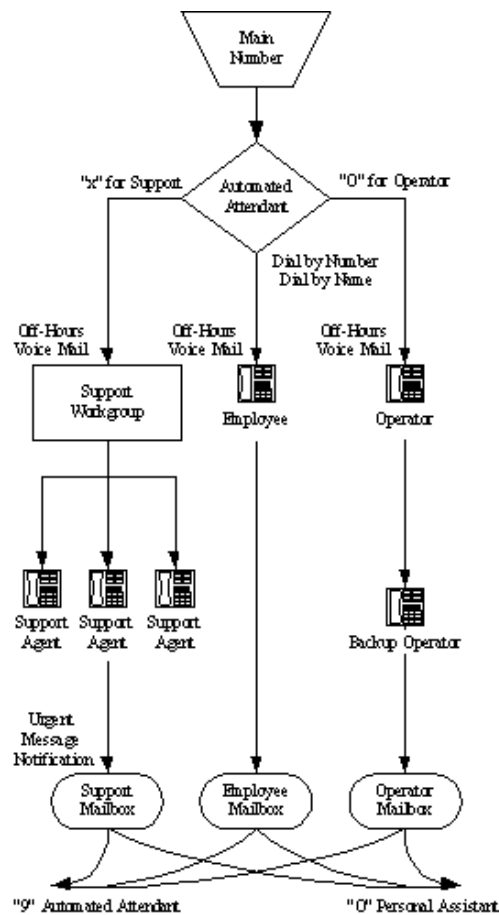 Main
Number
"x" for Support
Automated
Attendant
"0" for Operator
Dial by Number
Dial by Name
Off-Hours
Voice Mail
Off-Hours
Voice Mail
Off-Hours
Voice Mail
Support
Workgroup
Employee
Operator
Support
Agent
Support
Agent
Support
Agent
Backup Operator
Urgent
Message
Notification
Support
Mailbox
Employee
Mailbox
Operator
Mailbox
"9" Automated Attendant
"0" Personal Assistant